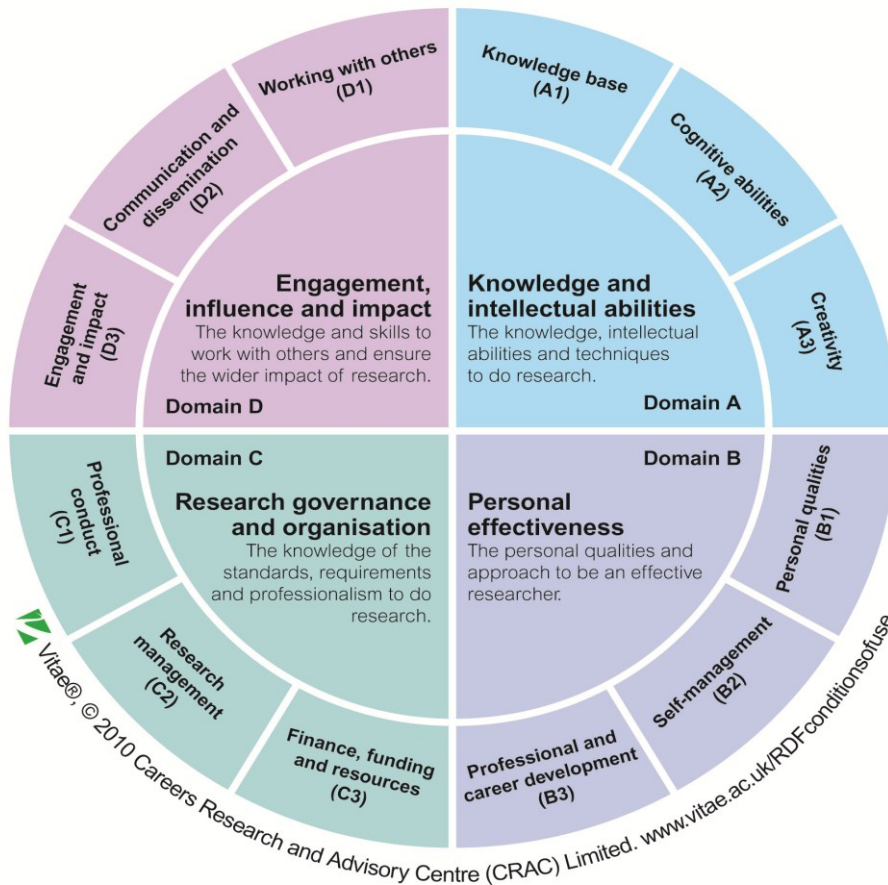 Working with others
(D1)
Communication and
dissemination
(D2)
Engagement
and impact
(D3)
Engagement,
influence and impact
The knowledge and skills to
work with others and ensure
the wider impact of research.
Domain D
Knowledge base
(A1)
Cognitive abilities
(A2)
Creativity
(A3)
Knowledge and
intellectual abilities
The knowledge, intellectual
abilities and techniques
to do research.
Domain A
Domain B
Personal
effectiveness
The personal qualities and
approach to be an effective
researcher.
Personal qualities
(B1)
Self-management
(B2)
Professional and
career development
(B3)
Domain C
Research governance
and organisation
The knowledge of the
standards, requirements
and professionalism to do
research.
Professional
conduct
(C1)
Research
management
(C2)
Finance, funding
and resources
(C3)
Vitae®, © 2010 Careers Research and Advisory Centre (CRAC) Limited. www.vitae.ac.uk/RDFconditionsofuse